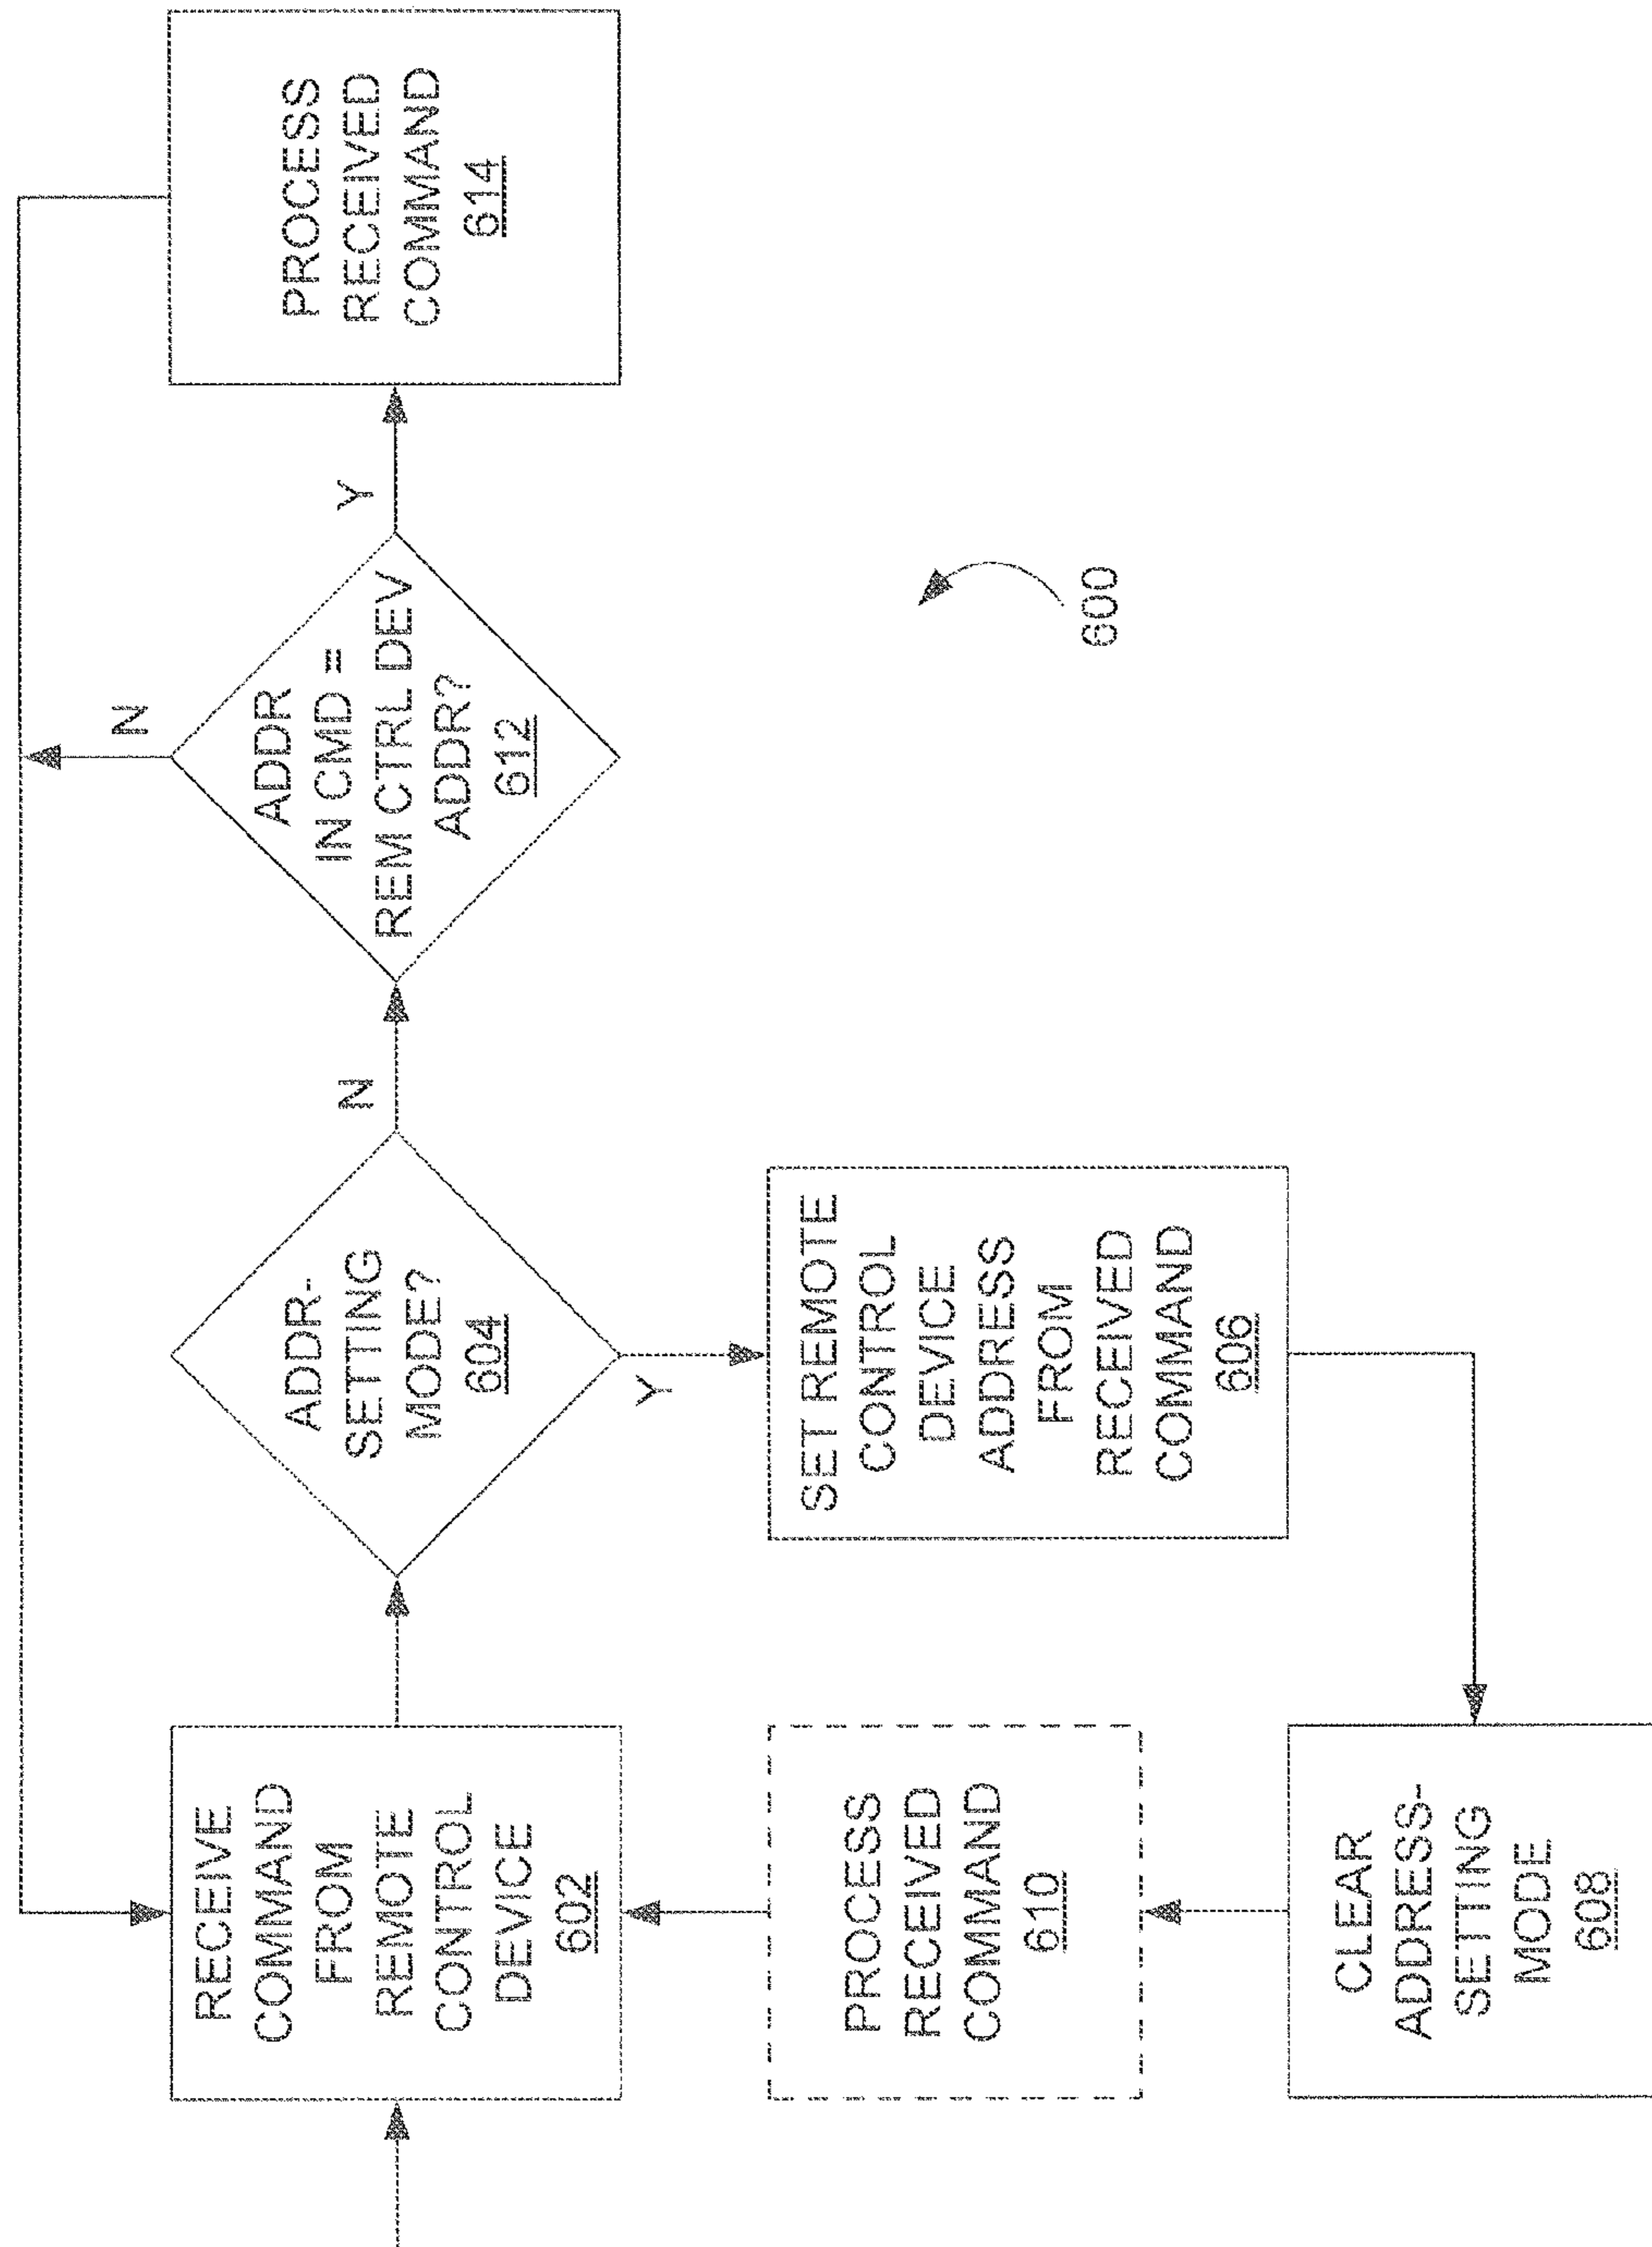 RECEIVE
COMMAND
FROM
REMOTE
CONTROL
DEVICE
602
ADDR-
SETTING
MODE?
604
N
Y
ADDR
IN CMD =
REM CTRL DEV
ADDR?
612
N
Y
PROCESS
RECEIVED
COMMAND
614
SET REMOTE
CONTROL
DEVICE
ADDRESS
FROM
RECEIVED
COMMAND
606
CLEAR
ADDRESS-
SETTING
MODE
608
PROCESS
RECEIVED
COMMAND
610
600